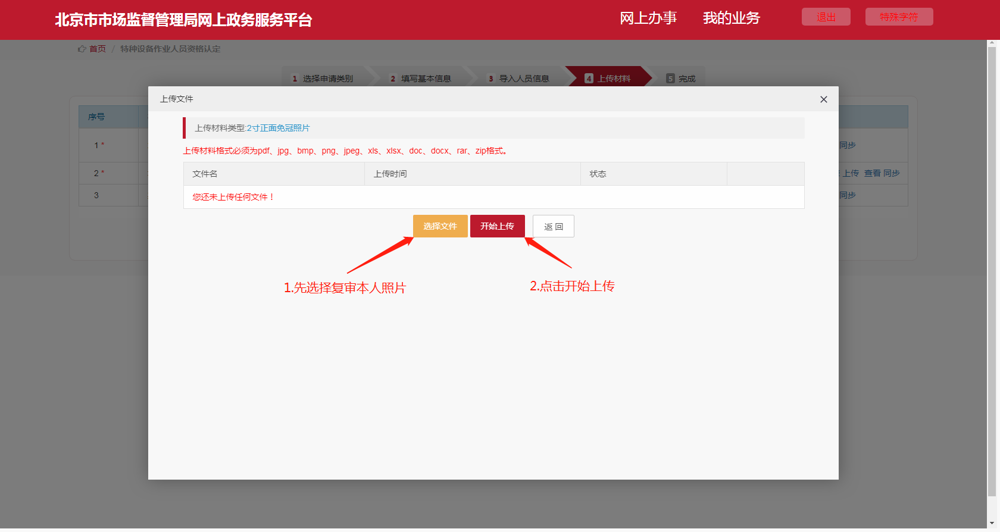 北京市市场监督管理局网上政务服务平台
网上办事 我的业务 退出 特殊字符
首页 / 特种设备作业人员资格认定
1 选择申请类别 2 填写基本信息 3 导入人员信息 4 上传材料 5 完成
上传文件
序号
上传材料类型:2寸正面免冠照片
1 * 同步
上传材料格式必须为pdf、jpg、bmp、png、jpeg、xls、xlsx、doc、docx、rar、zip格式。
文件名 上传时间 状态
2 * 上传 查看 同步
3 您还未上传任何文件！ 同步
选择文件 开始上传 返 回
1.先选择复审本人照片 2.点击开始上传